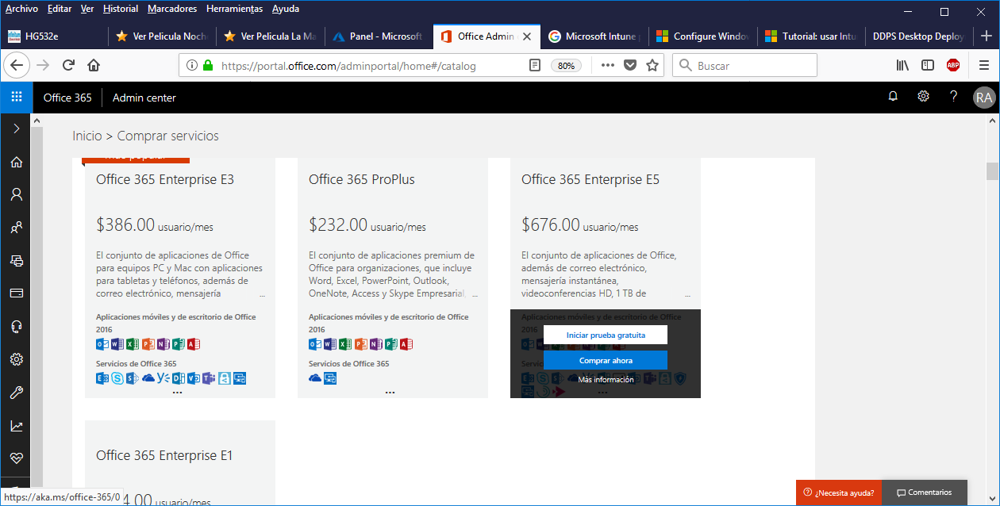 Archivo Editar Ver Historial Marcadores Herramientas Ayuda
HG532e
Ver Pelicula Noch
Ver Pelicula La Ma
Panel - Microsoft
Office Admin
Microsoft Intune p
Configure Window
Tutorial: usar Intu
DDPS Desktop Deploy
https://portal.office.com/adminportal/home#/catalog
80%
Buscar
ABP
Office 365
Admin center
?
RA
Inicio > Comprar servicios
Office 365 Enterprise E3
$386.00 usuario/mes
El conjunto de aplicaciones de Office
para equipos PC y Mac con aplicaciones
para tabletas y teléfonos, además de
correo electrónico, mensajería
...
Aplicaciones móviles y de escritorio de Office
2016
Servicios de Office 365
...
Office 365 ProPlus
$232.00 usuario/mes
El conjunto de aplicaciones premium de
Office para organizaciones, que incluye
Word, Excel, PowerPoint, Outlook,
OneNote, Access y Skype Empresarial,
...
Aplicaciones móviles y de escritorio de Office
2016
Servicios de Office 365
...
Office 365 Enterprise E5
$676.00 usuario/mes
El conjunto de aplicaciones de Office,
además de correo electrónico,
mensajería instantánea,
videoconferencias HD, 1 TB de
...
Aplicaciones móviles y de escritorio de Office
2016
Iniciar prueba gratuita
Comprar ahora
Más información
...
Office 365 Enterprise E1
4.00 usuario/mes
https://aka.ms/office-365/0
¿Necesita ayuda?
Comentarios